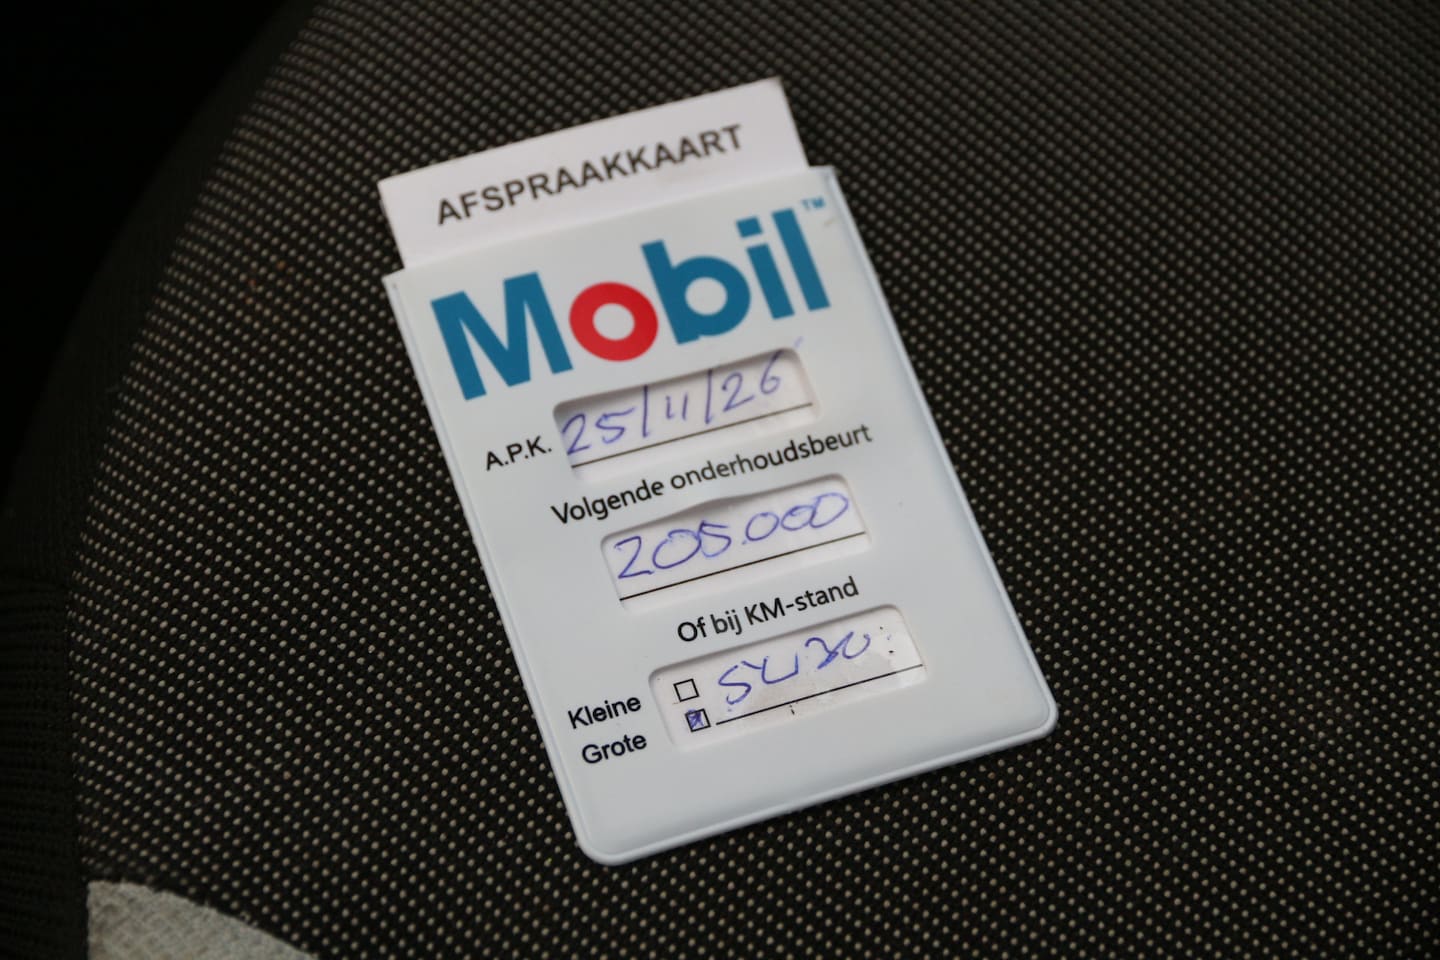 AFSPRAAKKAART
Mobil™
A.P.K. 25/11/26
Volgende onderhoudsbeurt
205.000
Of bij KM-stand
Kleine
Grote